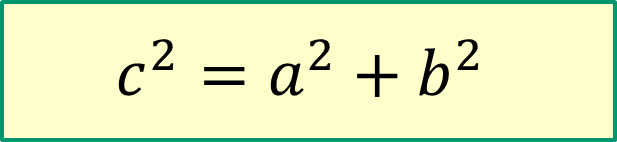 c² = a² + b²